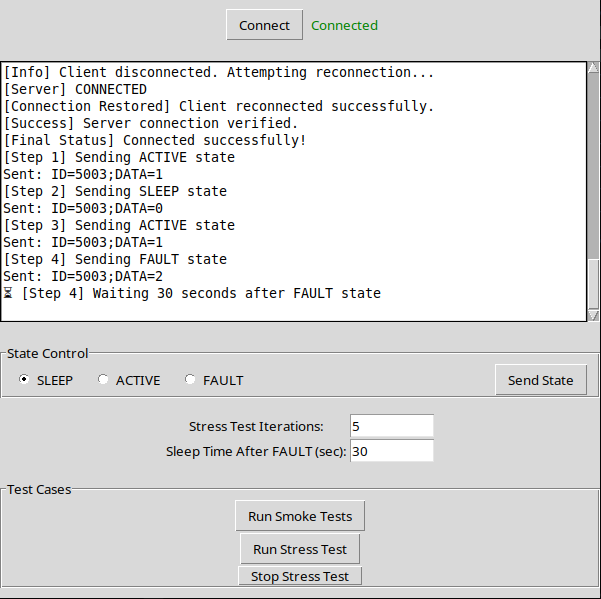 Connect Connected
[Info] Client disconnected. Attempting reconnection...
[Server] CONNECTED
[Connection Restored] Client reconnected successfully.
[Success] Server connection verified.
[Final Status] Connected successfully!
[Step 1] Sending ACTIVE state
Sent: ID=5003;DATA=1
[Step 2] Sending SLEEP state
Sent: ID=5003;DATA=0
[Step 3] Sending ACTIVE state
Sent: ID=5003;DATA=1
[Step 4] Sending FAULT state
Sent: ID=5003;DATA=2
⏳ [Step 4] Waiting 30 seconds after FAULT state
State Control
SLEEP ACTIVE FAULT Send State
Stress Test Iterations: 5
Sleep Time After FAULT (sec): 30
Test Cases
Run Smoke Tests
Run Stress Test
Stop Stress Test